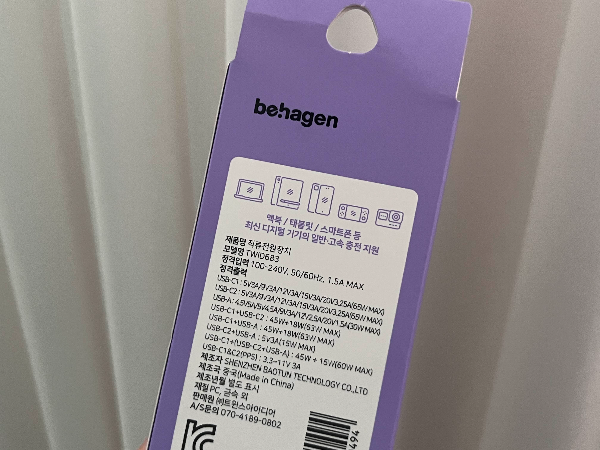 be.hagen
맥북 / 태블릿 / 스마트폰 등
최신 디지털 기기의 일반·고속 충전 지원
제품명 직류전원장치
모델명 TWID683
정격입력 100-240V, 50/60Hz, 1.5A MAX
정격출력
USB-C1 : 5V3A/9V3A/12V3A/15V3A/20V3.25A(65W MAX)
USB-C2 : 5V3A/9V3A/12V3A/15V3A/20V3.25A(65W MAX)
USB-A : 4.5V5A/5V4.5A/9V3A/12V2.5A/20V1.5A(30W MAX)
USB-C1+USB-C2 : 45W+18W(63W MAX)
USB-C1+USB-A : 45W+18W(63W MAX)
USB-C2+USB-A : 5V3A(15W MAX)
USB-C1+(USB-C2+USB-A) : 45W + 15W(60W MAX)
USB-C1&C2(PPS) : 3.3-11V 3A
제조자 SHENZHEN BAOTUN TECHNOLOGY CO.,LTD
제조국 중국(Made in China)
제조년월 별도 표시
재질 PC, 금속 외
판매원 ㈜트윈스아이디어
A/S문의 070-4189-0802
494